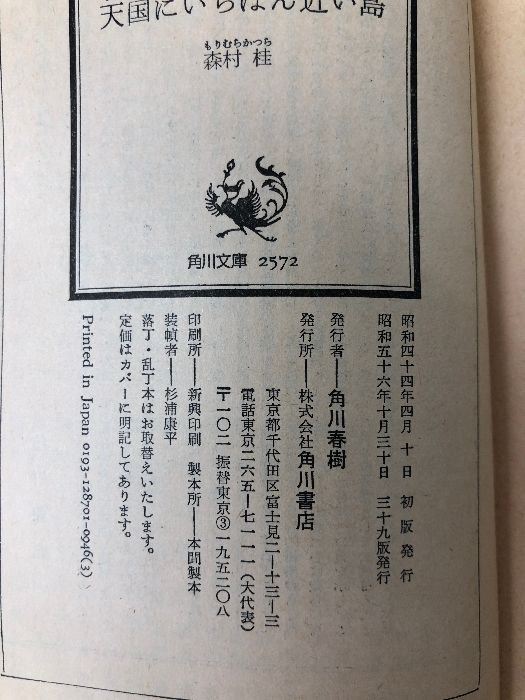 天国にいちばん近い島
もりむらかつら
森村 桂
角川文庫 2572
昭和四十四年四月 十 日 初 版 発 行
昭和五十六年十月三十日 三十九版発行
発行者——角川春樹
発行所——株式会社角川書店
東京都千代田区富士見二ー十三ー三
電話東京二六五ー七一一一(大代表)
〒一〇二 振替東京③一九五二〇八
印刷所——新興印刷 製本所——本間製本
装幀者——杉浦康平
落丁・乱丁本はお取替えいたします。
定価はカバーに明記してあります。
Printed in Japan 0193-128701-0946(3)